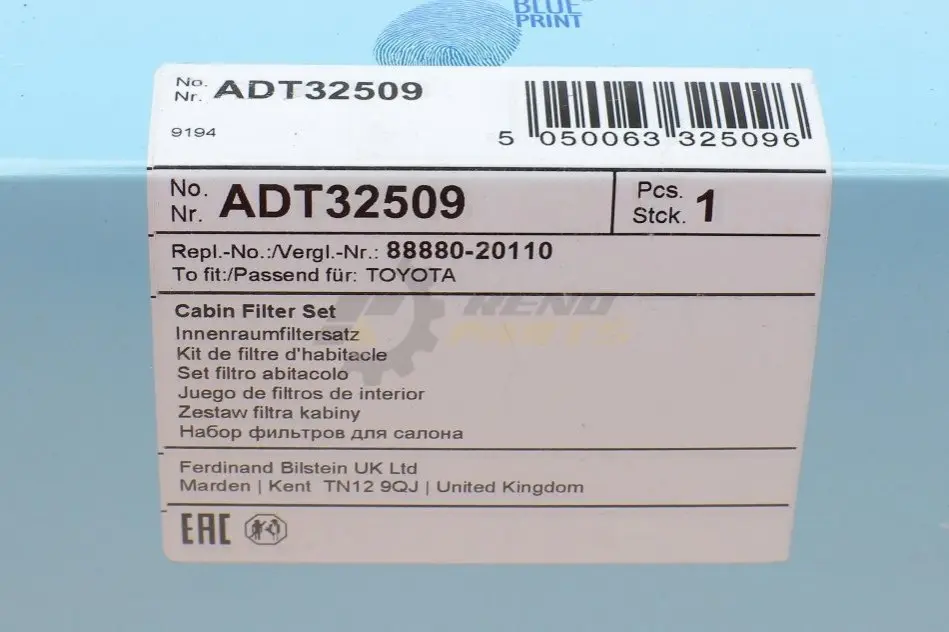 BLUE
PRINT
No.
Nr. ADT32509
9194
5 050063 325096
No.
Nr. ADT32509
Pcs.
Stck. 1
Repl.-No.:/Vergl.-Nr.: 88880-20110
To fit:/Passend für: TOYOTA
Cabin Filter Set
Innenraumfiltersatz
Kit de filtre d'habitacle
Set filtro abitacolo
Juego de filtros de interior
Zestaw filtra kabiny
Набор фильтров для салона
Ferdinand Bilstein UK Ltd
Marden | Kent TN12 9QJ | United Kingdom
EAC
RENO
PARTS